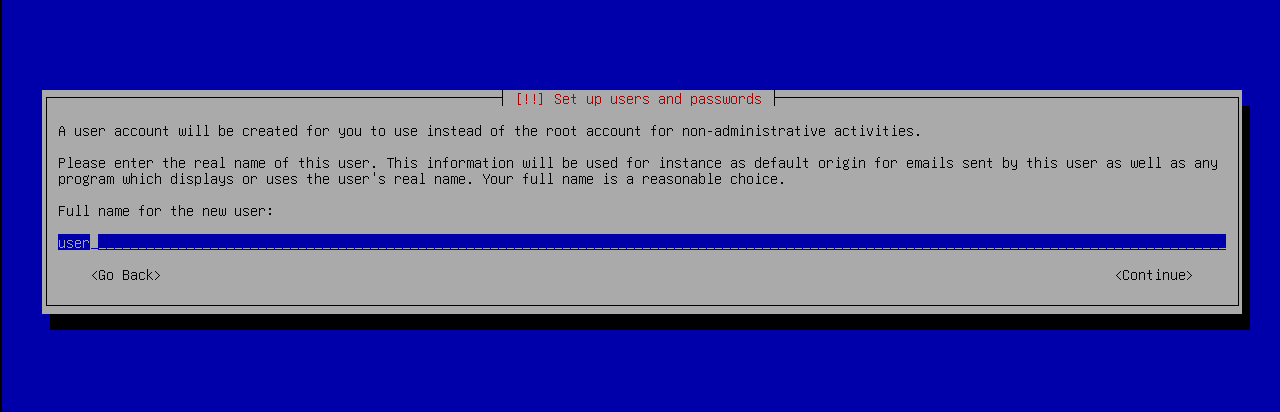 [!!] Set up users and passwords
A user account will be created for you to use instead of the root account for non-administrative activities.
Please enter the real name of this user. This information will be used for instance as default origin for emails sent by this user as well as any
program which displays or uses the user's real name. Your full name is a reasonable choice.
Full name for the new user:
user
<Go Back> <Continue>